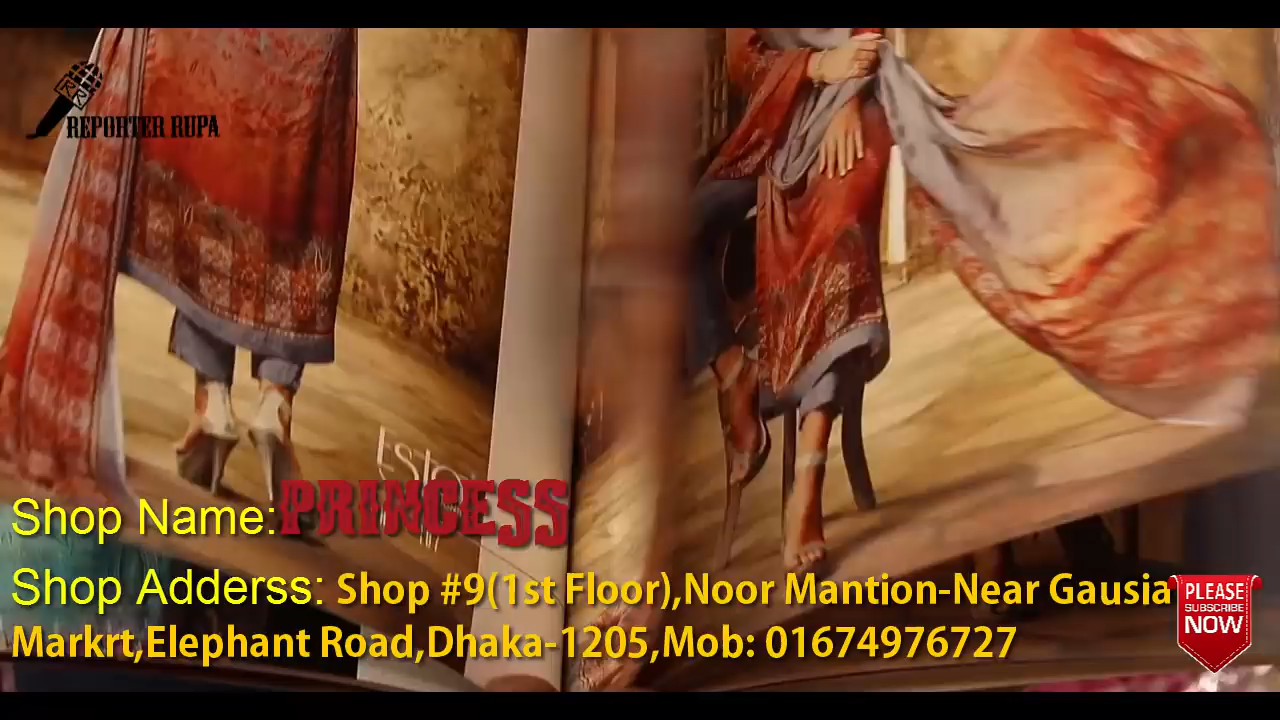 REPORTER RUPA
Shop Name:PRINCESS
Shop Adderss: Shop #9(1st Floor),Noor Mantion-Near Gausia
Markrt,Elephant Road,Dhaka-1205,Mob: 01674976727
PLEASE
SUBSCRIBE
NOW